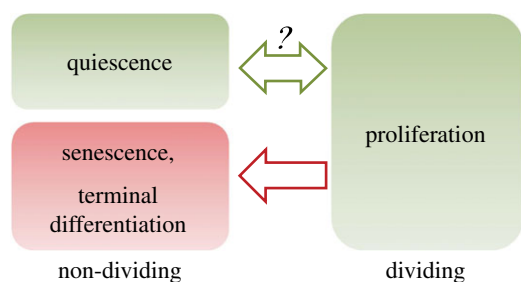 ?
quiescence
proliferation
senescence,
terminal
differentiation
non-dividing
dividing